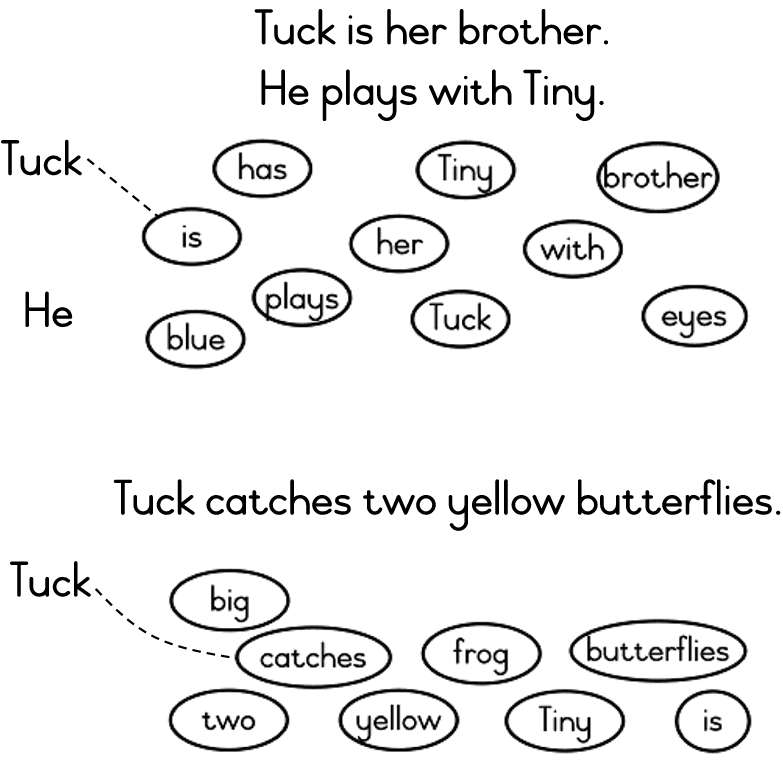 Tuck is her brother.
He plays with Tiny.
Tuck
has
Tiny
brother
is
her
with
He
plays
Tuck
eyes
blue
Tuck catches two yellow butterflies.
Tuck
big
catches
frog
butterflies
two
yellow
Tiny
is